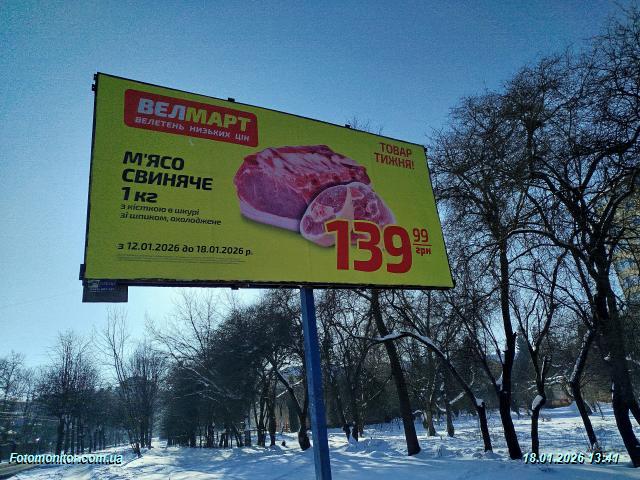 ВЕЛМАРТ
ВЕЛЕТЕНЬ НИЗЬКИХ ЦІН
ТОВАР
ТИЖНЯ!
М'ЯСО
СВИНЯЧЕ
1 кг
з кісткою в шкурі
зі шпиком, охолоджене
139 99
грн
з 12.01.2026 до 18.01.2026 р.
Fotomonitor.com.ua
18.01.2026 13:41